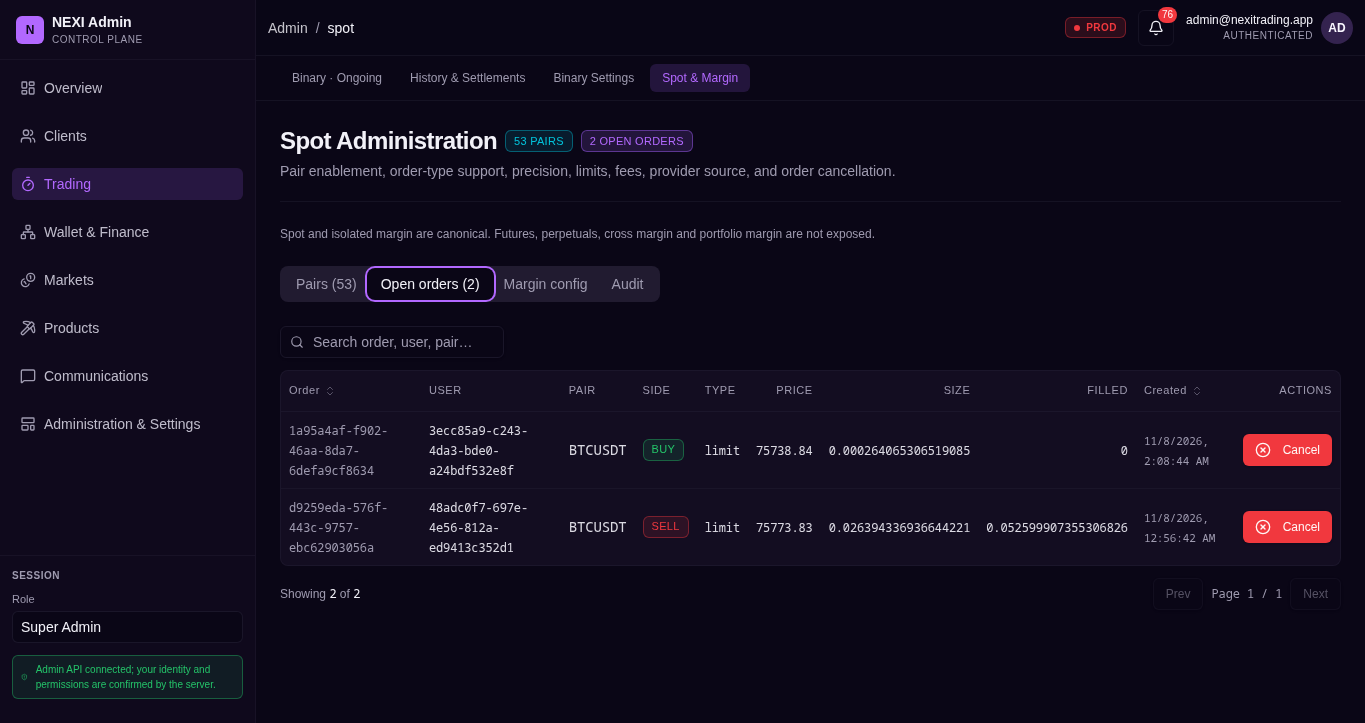 N
NEXI Admin
CONTROL PLANE
Overview
Clients
Trading
Wallet & Finance
Markets
Products
Communications
Administration & Settings
SESSION
Role
Super Admin
Admin API connected; your identity and
permissions are confirmed by the server.
Admin / spot
PROD
76
admin@nexitrading.app
AUTHENTICATED
AD
Binary · Ongoing
History & Settlements
Binary Settings
Spot & Margin
Spot Administration
53 PAIRS
2 OPEN ORDERS
Pair enablement, order-type support, precision, limits, fees, provider source, and order cancellation.
Spot and isolated margin are canonical. Futures, perpetuals, cross margin and portfolio margin are not exposed.
Pairs (53)
Open orders (2)
Margin config
Audit
Search order, user, pair…
Order USER PAIR SIDE TYPE PRICE SIZE FILLED Created ACTIONS
1a95a4af-f902-
46aa-8da7-
6defa9cf8634
3ecc85a9-c243-
4da3-bde0-
a24bdf532e8f
BTCUSDT
BUY
limit
75738.84
0.000264065306519085
0
11/8/2026,
2:08:44 AM
Cancel
d9259eda-576f-
443c-9757-
ebc62903056a
48adc0f7-697e-
4e56-812a-
ed9413c352d1
BTCUSDT
SELL
limit
75773.83
0.026394336936644221
0.052599907355306826
11/8/2026,
12:56:42 AM
Cancel
Showing 2 of 2
Prev
Page 1 / 1
Next